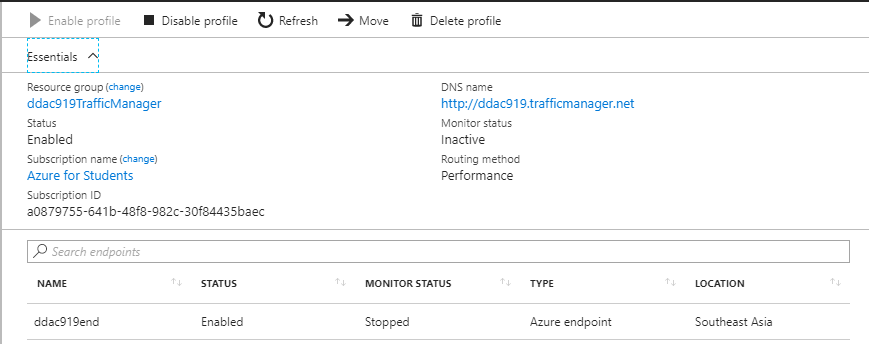 Enable profile Disable profile Refresh Move Delete profile
Essentials
Resource group (change)
ddac919TrafficManager
Status
Enabled
Subscription name (change)
Azure for Students
Subscription ID
a0879755-641b-48f8-982c-30f84435baec
DNS name
http://ddac919.trafficmanager.net
Monitor status
Inactive
Routing method
Performance
Search endpoints
NAME STATUS MONITOR STATUS TYPE LOCATION
ddac919end Enabled Stopped Azure endpoint Southeast Asia